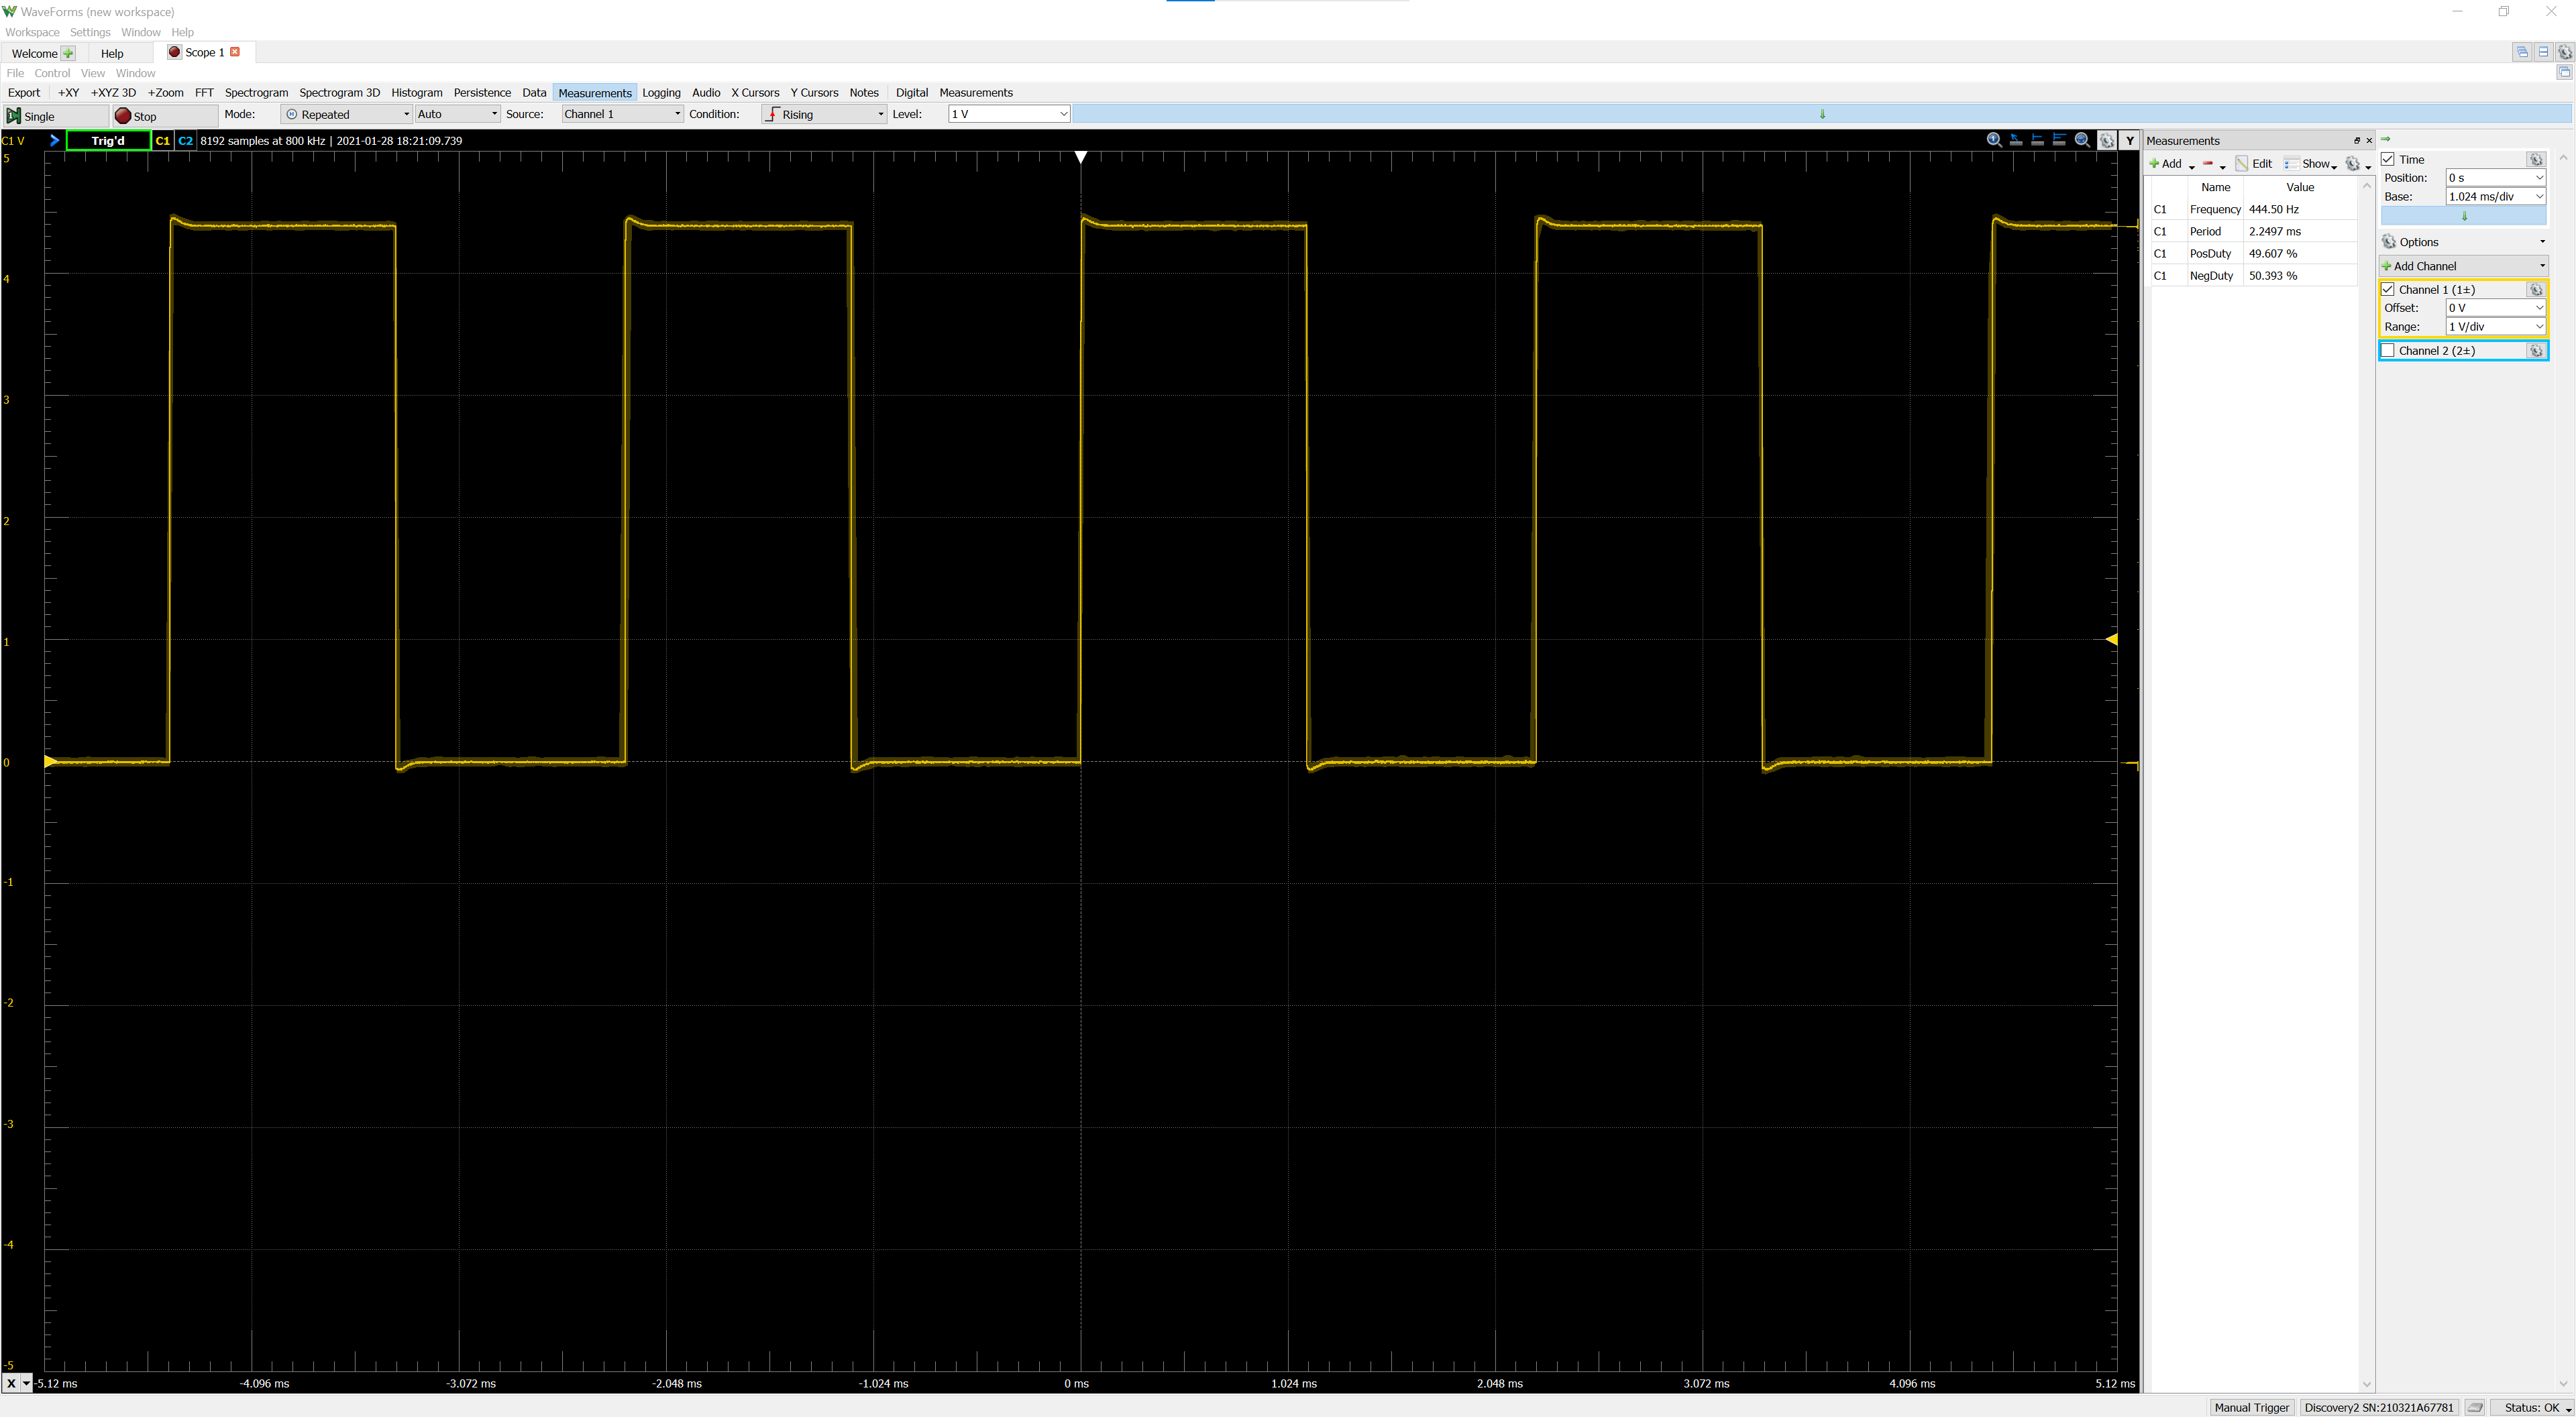 WaveForms (new workspace)
Workspace Settings Window Help
Welcome Help Scope 1
File Control View Window
Export +XY +XYZ 3D +Zoom FFT Spectrogram Spectrogram 3D Histogram Persistence Data Measurements Logging Audio X Cursors Y Cursors Notes Digital Measurements
Single Stop Mode: Repeated Auto Source: Channel 1 Condition: Rising Level: 1 V
C1 V Trig'd C1 C2 8192 samples at 800 kHz | 2021-01-28 18:21:09.739 Y
5
4
3
2
1
0
-1
-2
-3
-4
-5
X -5.12 ms -4.096 ms -3.072 ms -2.048 ms -1.024 ms 0 ms 1.024 ms 2.048 ms 3.072 ms 4.096 ms 5.12 ms
Measurements
Add Edit Show
Name Value
C1 Frequency 444.50 Hz
C1 Period 2.2497 ms
C1 PosDuty 49.607 %
C1 NegDuty 50.393 %
Time
Position: 0 s
Base: 1.024 ms/div
Options
Add Channel
Channel 1 (1±)
Offset: 0 V
Range: 1 V/div
Channel 2 (2±)
Manual Trigger Discovery2 SN:210321A67781 Status: OK